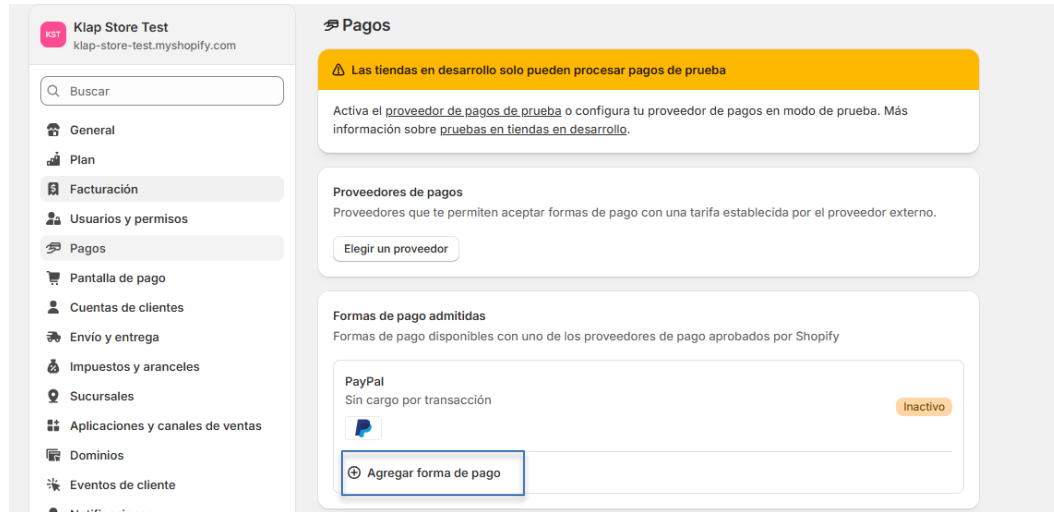 KST
Klap Store Test
klap-store-test.myshopify.com
Buscar
General
Plan
Facturación
Usuarios y permisos
Pagos
Pantalla de pago
Cuentas de clientes
Envío y entrega
Impuestos y aranceles
Sucursales
Aplicaciones y canales de ventas
Dominios
Eventos de cliente
Pagos
Las tiendas en desarrollo solo pueden procesar pagos de prueba
Activa el proveedor de pagos de prueba o configura tu proveedor de pagos en modo de prueba. Más
información sobre pruebas en tiendas en desarrollo.
Proveedores de pagos
Proveedores que te permiten aceptar formas de pago con una tarifa establecida por el proveedor externo.
Elegir un proveedor
Formas de pago admitidas
Formas de pago disponibles con uno de los proveedores de pago aprobados por Shopify
PayPal
Sin cargo por transacción
Inactivo
Agregar forma de pago